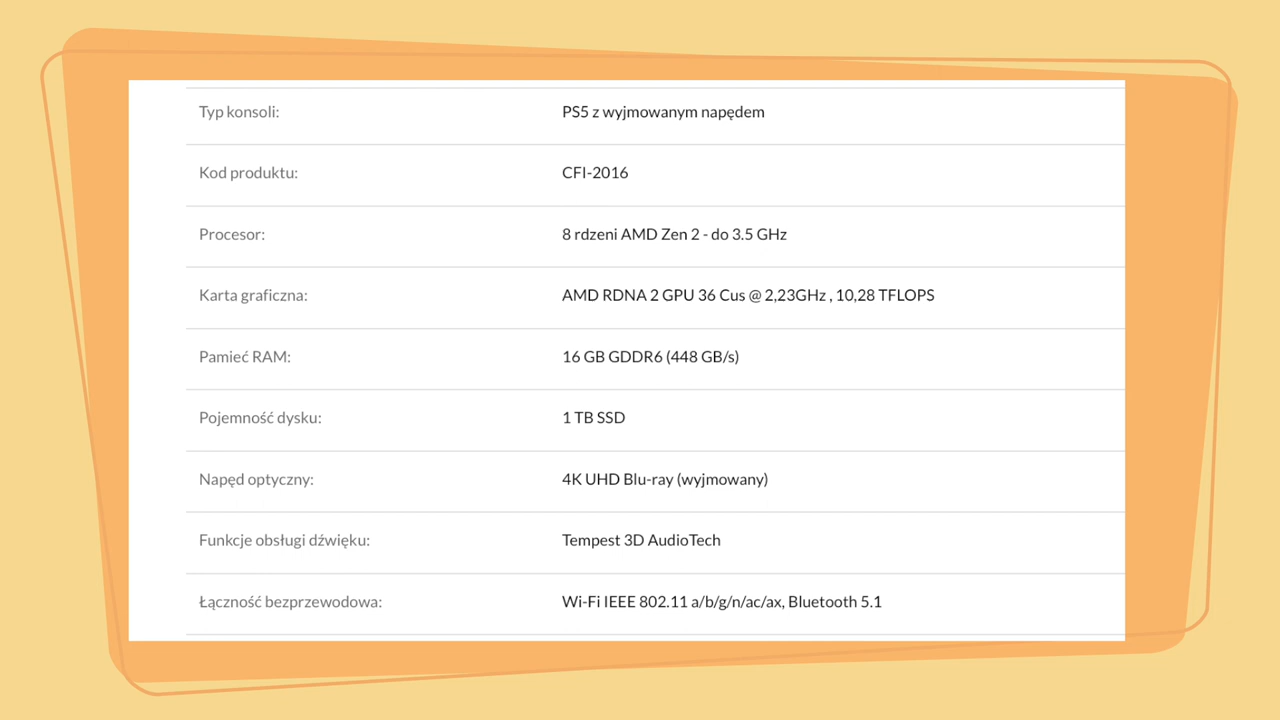 Typ konsoli: PS5 z wyjmowanym napędem
Kod produktu: CFI-2016
Procesor: 8 rdzeni AMD Zen 2 - do 3.5 GHz
Karta graficzna: AMD RDNA 2 GPU 36 Cus @ 2,23GHz , 10,28 TFLOPS
Pamieć RAM: 16 GB GDDR6 (448 GB/s)
Pojemność dysku: 1 TB SSD
Napęd optyczny: 4K UHD Blu-ray (wyjmowany)
Funkcje obsługi dźwięku: Tempest 3D AudioTech
Łączność bezprzewodowa: Wi-Fi IEEE 802.11 a/b/g/n/ac/ax, Bluetooth 5.1